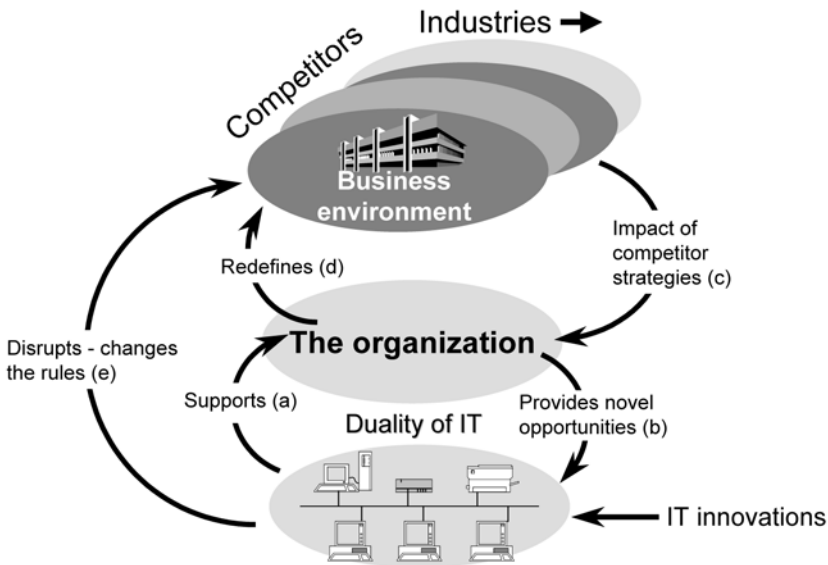 Industries
Competitors
Business
environment
Impact of
competitor
strategies (c)
Redefines (d)
The organization
Disrupts - changes
the rules (e)
Supports (a)
Provides novel
opportunities (b)
Duality of IT
IT innovations